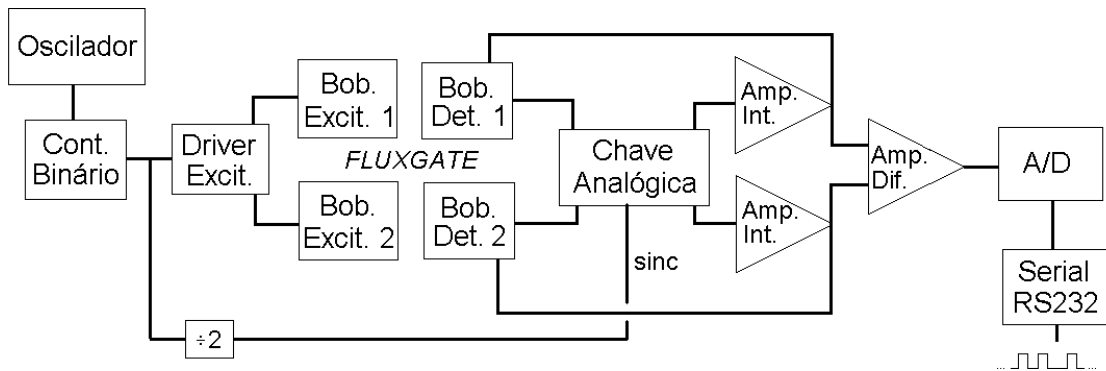 Oscilador
Cont.
Binário
Driver
Excit.
Bob.
Excit. 1
Bob.
Excit. 2
FLUXGATE
Bob.
Det. 1
Bob.
Det. 2
Chave
Analógica
sinc
÷2
Amp.
Int.
Amp.
Int.
Amp.
Dif.
A/D
Serial
RS232
... ...